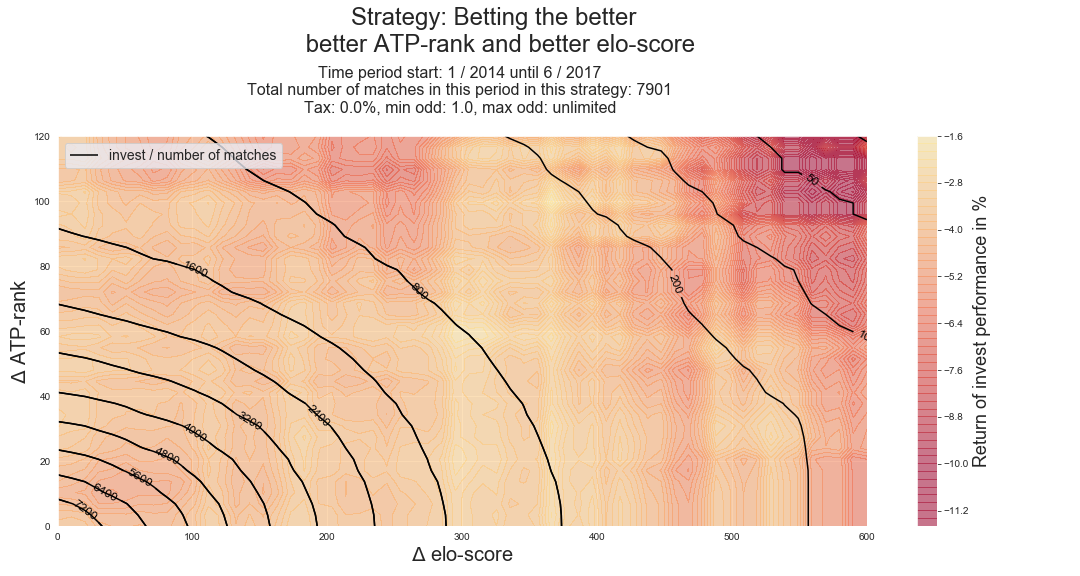 Strategy: Betting the better
better ATP-rank and better elo-score
Time period start: 1 / 2014 until 6 / 2017
Total number of matches in this period in this strategy: 7901
Tax: 0.0%, min odd: 1.0, max odd: unlimited
invest / number of matches
120
100
80
60
40
20
0
Δ ATP-rank
0 100 200 300 400 500 600
Δ elo-score
7200
6400
5600
4800
4000
3200
2400
1600
800
200
50
−1.6
−2.8
−4.0
−5.2
−6.4
−7.6
−8.8
−10.0
−11.2
Return of invest performance in %